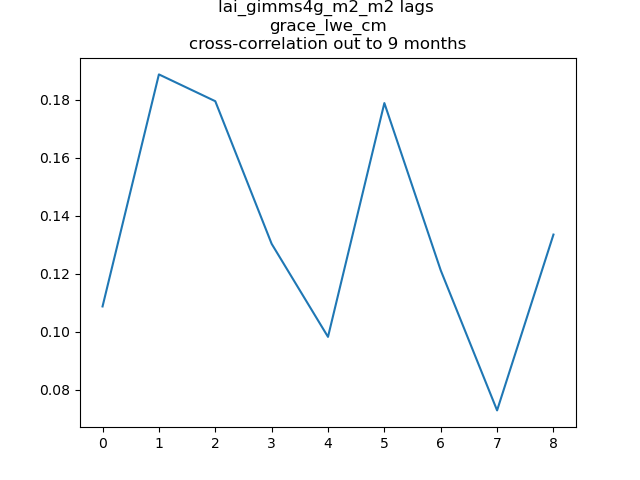 lai_gimms4g_m2_m2 lags
grace_lwe_cm
cross-correlation out to 9 months
0.18
0.16
0.14
0.12
0.10
0.08
0 1 2 3 4 5 6 7 8